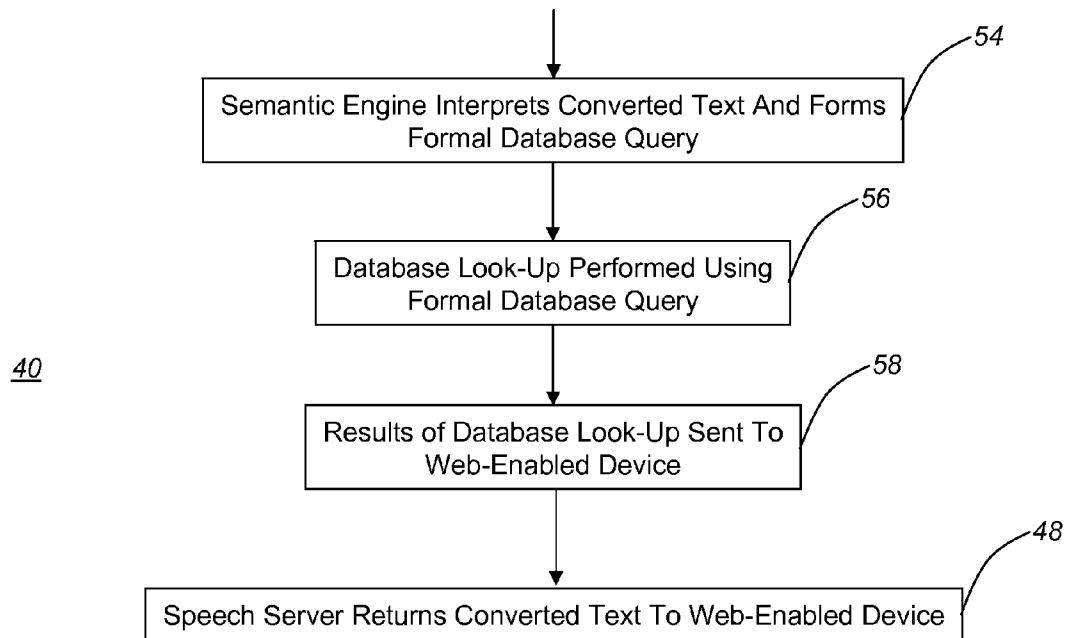 54
Semantic Engine Interprets Converted Text And Forms
Formal Database Query
56
Database Look-Up Performed Using
Formal Database Query
40
58
Results of Database Look-Up Sent To
Web-Enabled Device
48
Speech Server Returns Converted Text To Web-Enabled Device